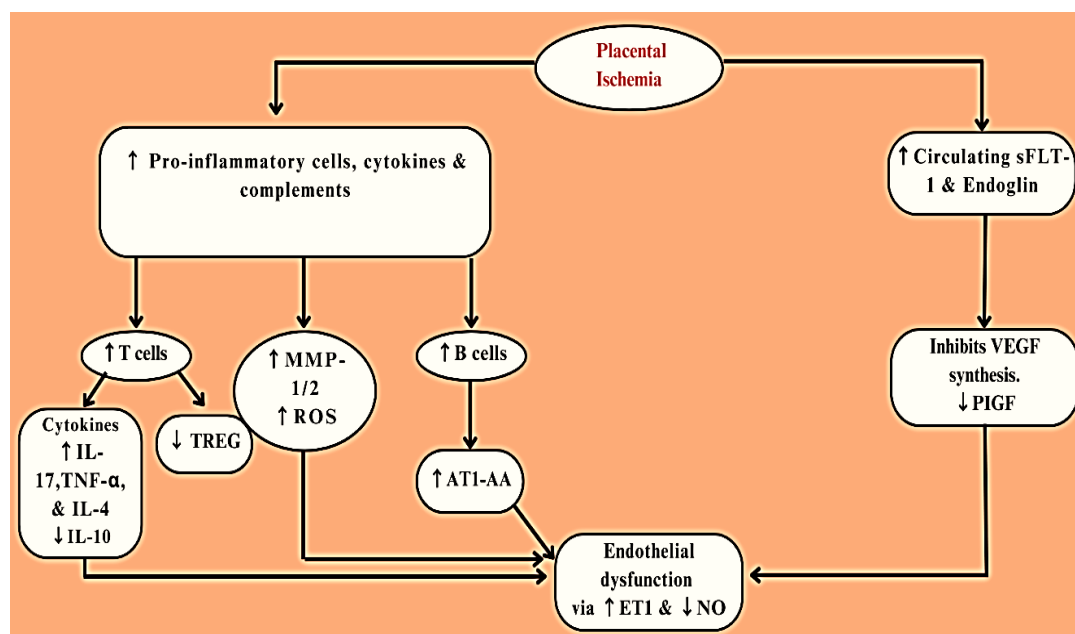 Placental
Ischemia
↑ Pro-inflammatory cells, cytokines &
complements
↑ Circulating sFLT-
1 & Endoglin
↑ T cells
↑ MMP-
1/2
↑ ROS
↑ B cells
Inhibits VEGF
synthesis.
↓ PIGF
Cytokines
↑ IL-
17,TNF-α,
& IL-4
↓ IL-10
↓ TREG
↑ AT1-AA
Endothelial
dysfunction
via ↑ ET1 & ↓ NO